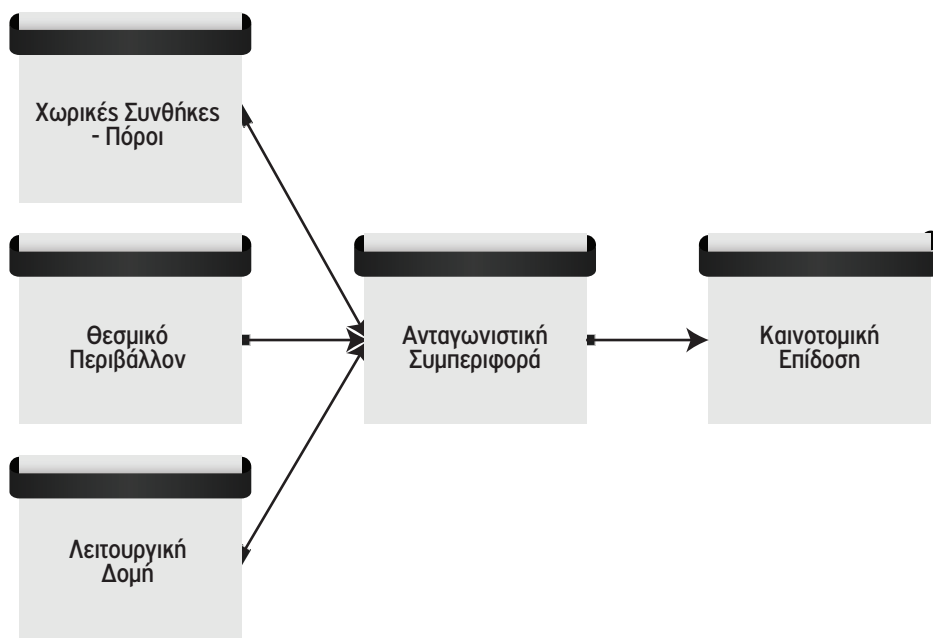 Χωρικές Συνθήκες
- Πόροι
Θεσμικό
Περιβάλλον
Ανταγωνιστική
Συμπεριφορά
Καινοτομική
Επίδοση
Λειτουργική
Δομή